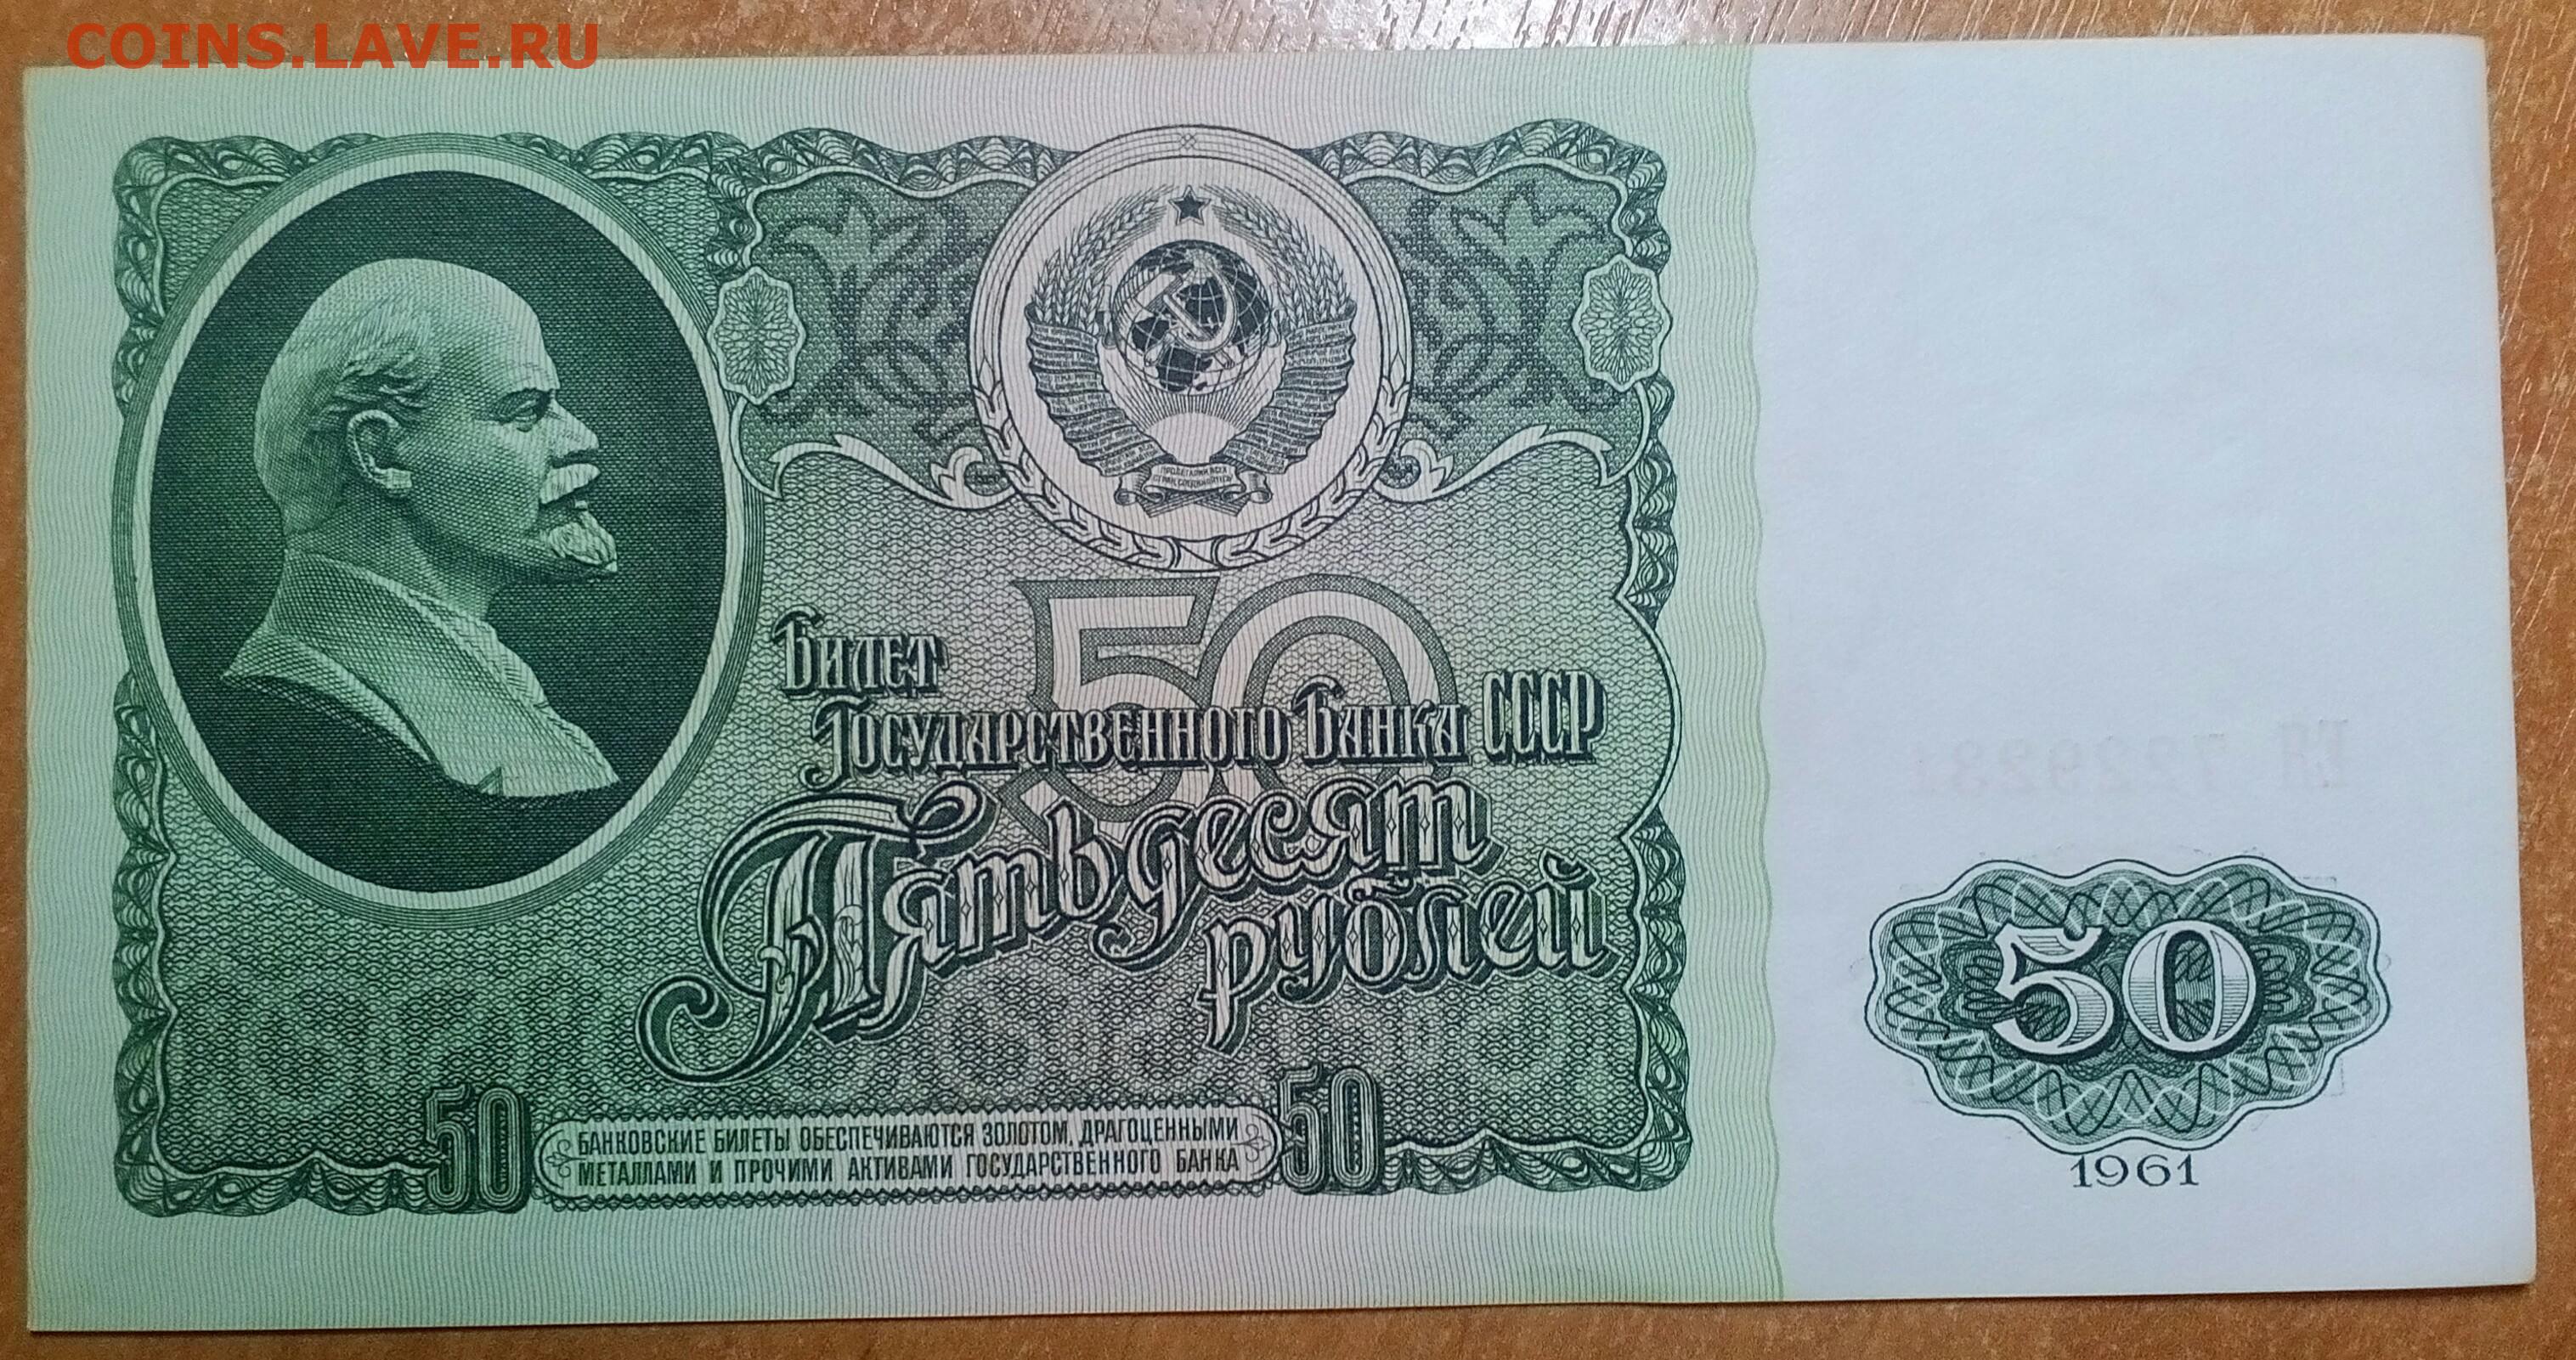 COINS.LAVE.RU
Билет
Государственного Банка СССР
50
Пятьдесят
рублей
50
50
БАНКОВСКИЕ БИЛЕТЫ ОБЕСПЕЧИВАЮТСЯ ЗОЛОТОМ, ДРАГОЦЕННЫМИ
МЕТАЛЛАМИ И ПРОЧИМИ АКТИВАМИ ГОСУДАРСТВЕННОГО БАНКА
50
1961